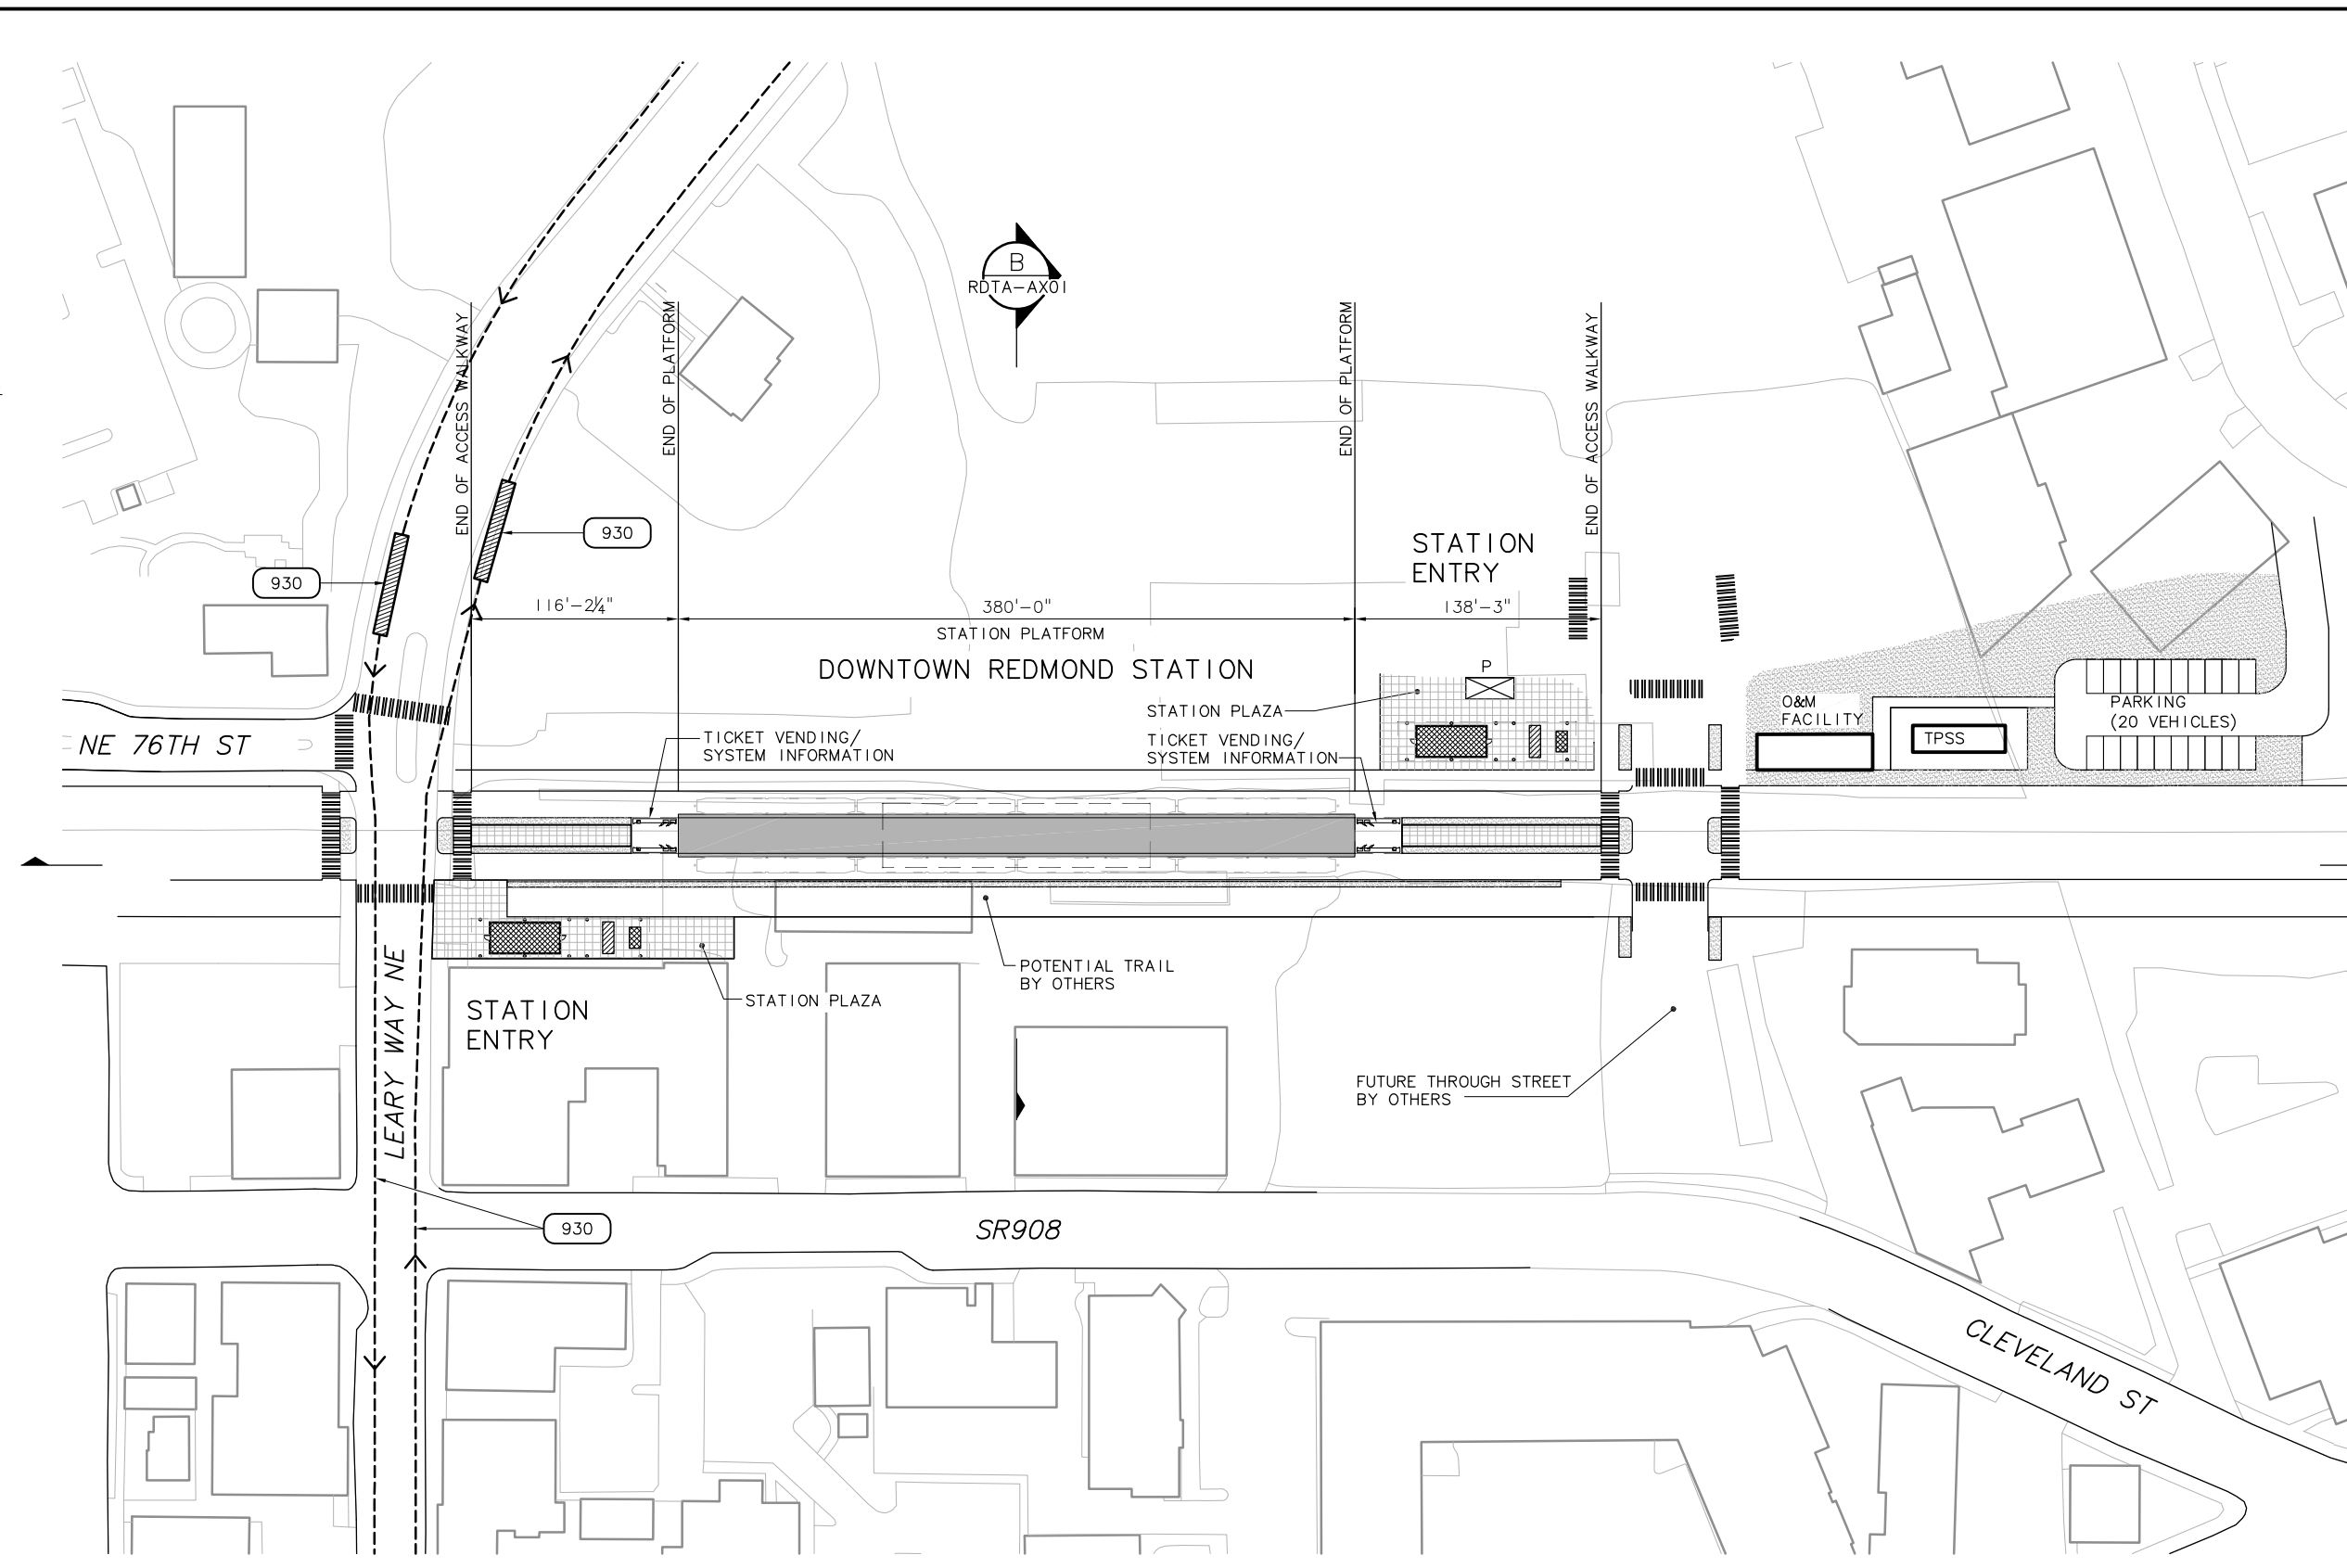 B
RDTA-AX01
END OF ACCESS WALKWAY
END OF PLATFORM
END OF PLATFORM
END OF ACCESS WALKWAY
930
930
STATION
ENTRY
116'-2¼"
380'-0"
138'-3"
STATION PLATFORM
DOWNTOWN REDMOND STATION
P
STATION PLAZA
O&M
FACILITY
PARKING
(20 VEHICLES)
TPSS
NE 76TH ST
TICKET VENDING/
SYSTEM INFORMATION
TICKET VENDING/
SYSTEM INFORMATION
LEARY WAY NE
POTENTIAL TRAIL
BY OTHERS
STATION PLAZA
STATION
ENTRY
FUTURE THROUGH STREET
BY OTHERS
930
SR908
CLEVELAND ST